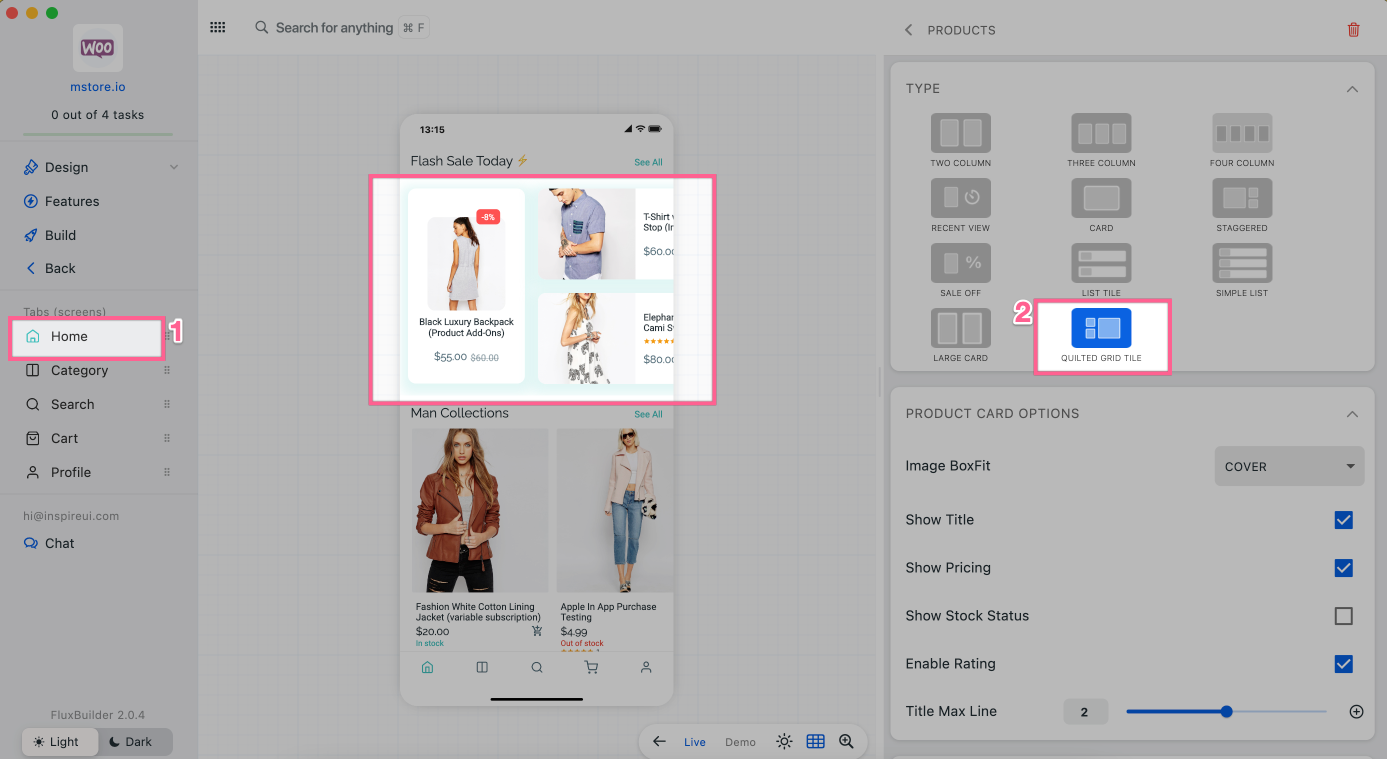 Woo
mstore.io
0 out of 4 tasks
Design
Features
Build
Back
Tabs (screens)
Home
1
Category
Search
Cart
Profile
hi@inspireui.com
Chat
FluxBuilder 2.0.4
Light
Dark
Search for anything ⌘ F
13:15
Flash Sale Today ⚡
See All
-8%
Black Luxury Backpack
(Product Add-Ons)
$55.00 $60.00
T-Shirt
Stop (In
$60.00
Elephan
Cami St
$80.00
Man Collections
See All
Fashion White Cotton Lining
Jacket (variable subscription)
$20.00
In stock
Apple In App Purchase
Testing
$4.99
Out of stock
Live
Demo
PRODUCTS
TYPE
TWO COLUMN
THREE COLUMN
FOUR COLUMN
RECENT VIEW
CARD
STAGGERED
%
SALE OFF
LIST TILE
SIMPLE LIST
2
LARGE CARD
QUILTED GRID TILE
PRODUCT CARD OPTIONS
Image BoxFit
COVER
Show Title
Show Pricing
Show Stock Status
Enable Rating
Title Max Line
2